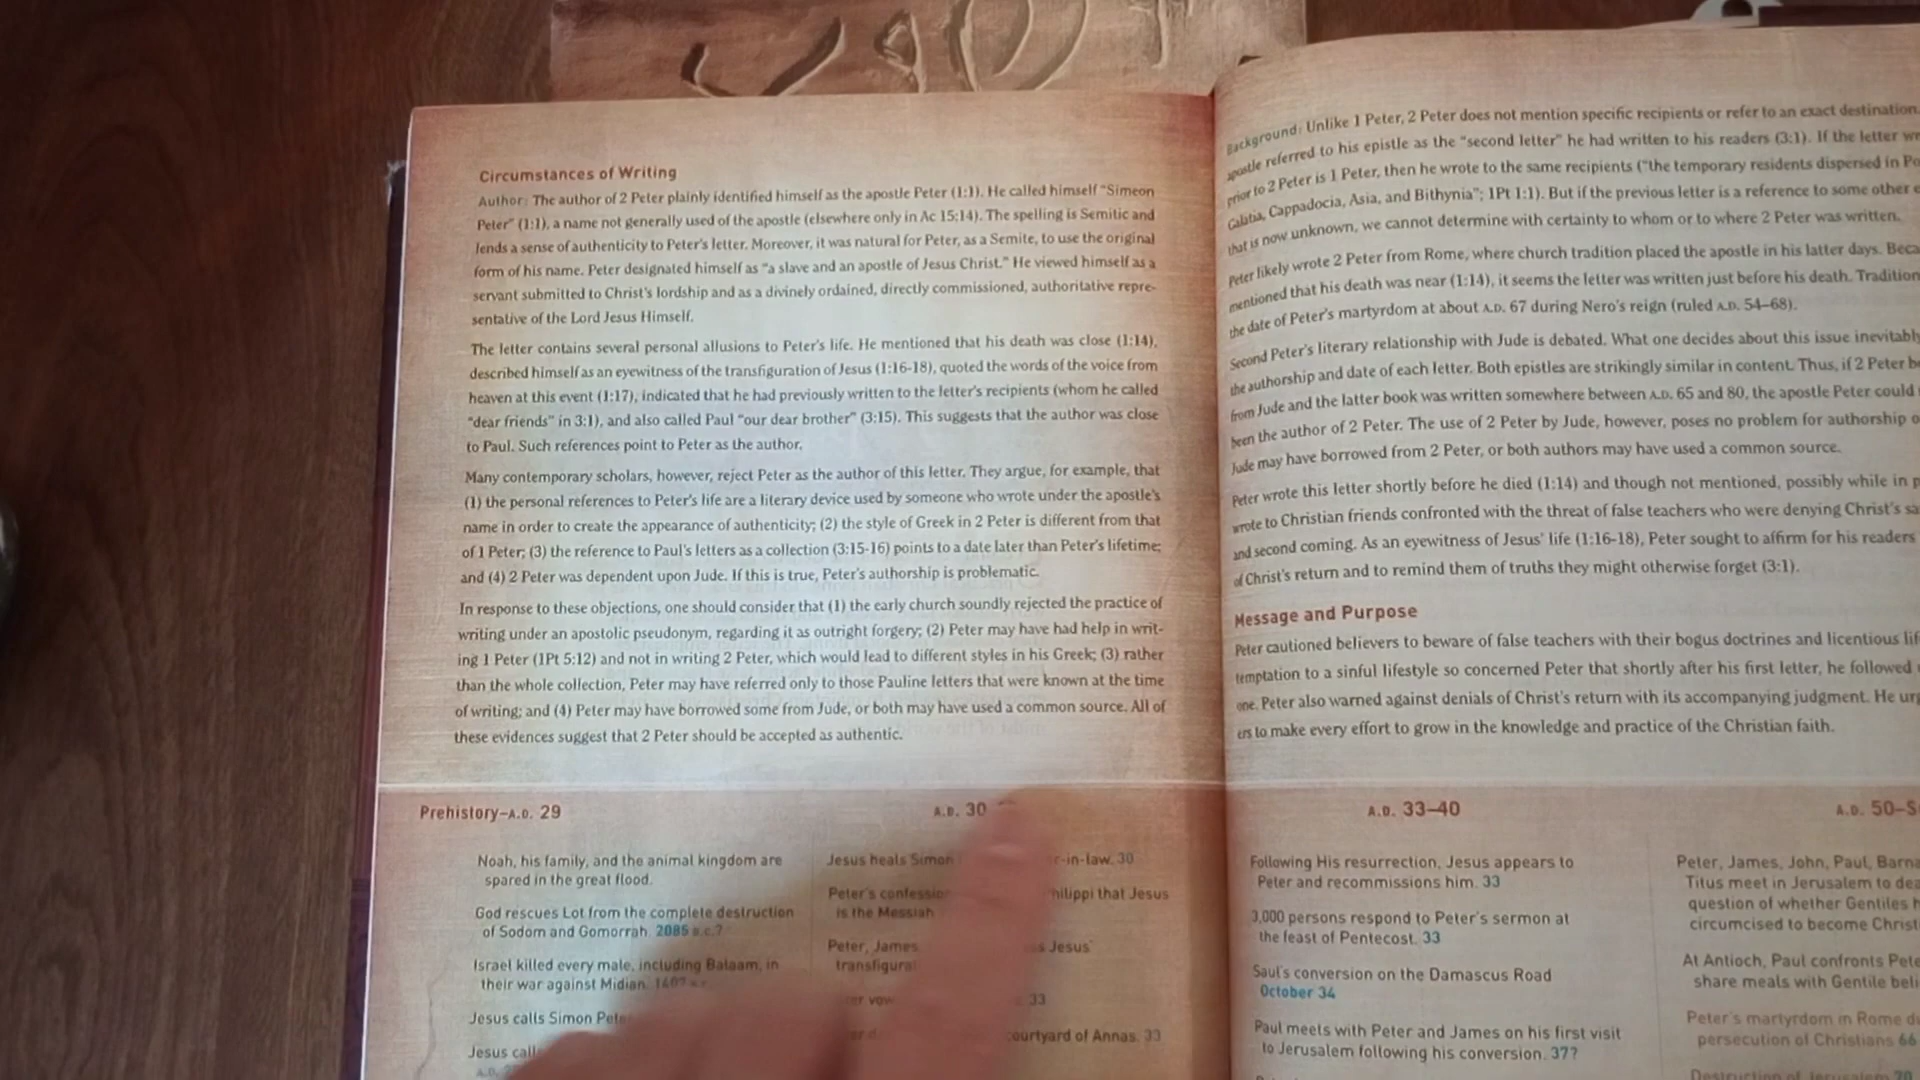 Circumstances of Writing
Author: The author of 2 Peter plainly identified himself as the apostle Peter (1:1). He called himself “Simeon
Peter” (1:1), a name not generally used of the apostle (elsewhere only in Ac 15:14). The spelling is Semitic and
lends a sense of authenticity to Peter’s letter. Moreover, it was natural for Peter, as a Semite, to use the original
form of his name. Peter designated himself as “a slave and an apostle of Jesus Christ.” He viewed himself as a
servant submitted to Christ’s lordship and as a divinely ordained, directly commissioned, authoritative repre-
sentative of the Lord Jesus Himself.
The letter contains several personal allusions to Peter’s life. He mentioned that his death was close (1:14),
described himself as an eyewitness of the transfiguration of Jesus (1:16-18), quoted the words of the voice from
heaven at this event (1:17), indicated that he had previously written to the letter’s recipients (whom he called
“dear friends” in 3:1), and also called Paul “our dear brother” (3:15). This suggests that the author was close
to Paul. Such references point to Peter as the author.
Many contemporary scholars, however, reject Peter as the author of this letter. They argue, for example, that
(1) the personal references to Peter’s life are a literary device used by someone who wrote under the apostle’s
name in order to create the appearance of authenticity; (2) the style of Greek in 2 Peter is different from that
of 1 Peter; (3) the reference to Paul’s letters as a collection (3:15-16) points to a date later than Peter’s lifetime;
and (4) 2 Peter was dependent upon Jude. If this is true, Peter’s authorship is problematic.
In response to these objections, one should consider that (1) the early church soundly rejected the practice of
writing under an apostolic pseudonym, regarding it as outright forgery; (2) Peter may have had help in writ-
ing 1 Peter (1Pt 5:12) and not in writing 2 Peter, which would lead to different styles in his Greek; (3) rather
than the whole collection, Peter may have referred only to those Pauline letters that were known at the time
of writing; and (4) Peter may have borrowed some from Jude, or both may have used a common source. All of
these evidences suggest that 2 Peter should be accepted as authentic.
Prehistory–A.D. 29
Noah, his family, and the animal kingdom are
spared in the great flood.
God rescues Lot from the complete destruction
of Sodom and Gomorrah. 2085 B.C.?
Israel killed every male, including Balaam, in
their war against Midian.
Jesus calls Simon
Jesus
A.D. 30
Jesus heals Simon in-law. 30
Peter’s that Jesus
is the Messiah
Peter, James, Jesus’
33
courtyard of Annas. 33
Background: Unlike 1 Peter, 2 Peter does not mention specific recipients or refer to an exact destination.
apostle referred to his epistle as the “second letter” he had written to his readers (3:1). If the letter
prior to 2 Peter is 1 Peter, then he wrote to the same recipients (“the temporary residents dispersed in
Galatia, Cappadocia, Asia, and Bithynia”; 1Pt 1:1). But if the previous letter is a reference to some other
that is now unknown, we cannot determine with certainty to whom or to where 2 Peter was written.
Peter likely wrote 2 Peter from Rome, where church tradition placed the apostle in his latter days.
mentioned that his death was near (1:14), it seems the letter was written just before his death. Tradition
the date of Peter’s martyrdom at about A.D. 67 during Nero’s reign (ruled A.D. 54–68).
Second Peter’s literary relationship with Jude is debated. What one decides about this issue inevitably
the authorship and date of each letter. Both epistles are strikingly similar in content. Thus, if 2 Peter
from Jude and the latter book was written somewhere between A.D. 65 and 80, the apostle Peter could
been the author of 2 Peter. The use of 2 Peter by Jude, however, poses no problem for authorship
Jude may have borrowed from 2 Peter, or both authors may have used a common source.
Peter wrote this letter shortly before he died (1:14) and though not mentioned, possibly while in
wrote to Christian friends confronted with the threat of false teachers who were denying Christ’s
and second coming. As an eyewitness of Jesus’ life (1:16-18), Peter sought to affirm for his readers
of Christ’s return and to remind them of truths they might otherwise forget (3:1).
Message and Purpose
Peter cautioned believers to beware of false teachers with their bogus doctrines and licentious
temptation to a sinful lifestyle so concerned Peter that shortly after his first letter, he followed
one. Peter also warned against denials of Christ’s return with its accompanying judgment. He
ers to make every effort to grow in the knowledge and practice of the Christian faith.
A.D. 33–40
Following His resurrection, Jesus appears to
Peter and recommissions him. 33
3,000 persons respond to Peter’s sermon at
the feast of Pentecost. 33
Saul’s conversion on the Damascus Road
October 34
Paul meets with Peter and James on his first visit
to Jerusalem following his conversion. 37?
A.D. 50–
Peter, James, John, Paul,
Titus meet in Jerusalem to
question of whether Gentiles
circumcised to become
At Antioch, Paul confronts
share meals with Gentile
Peter’s martyrdom in Rome
persecution of Christians 66
Destruction of Jerusalem 70